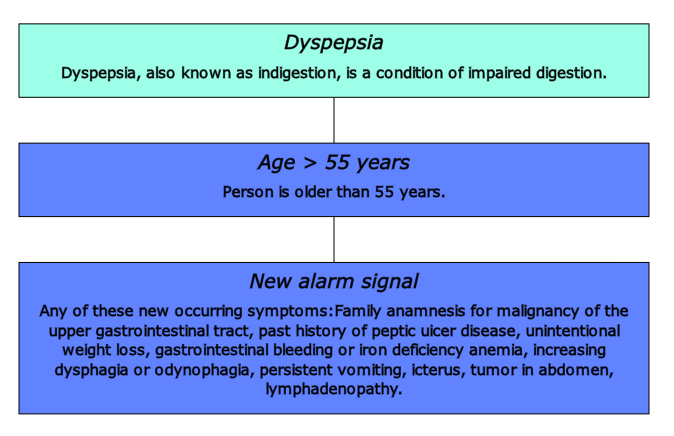 Dyspepsia
Dyspepsia, also known as indigestion, is a condition of impaired digestion.
Age > 55 years
Person is older than 55 years.
New alarm signal
Any of these new occurring symptoms:Family anamnesis for malignancy of the
upper gastrointestinal tract, past history of peptic uicer disease, unintentional
weight loss, gastrointestinal bleeding or iron deficiency anemia, increasing
dysphagia or odynophagia, persistent vomiting, icterus, tumor in abdomen,
lymphadenopathy.